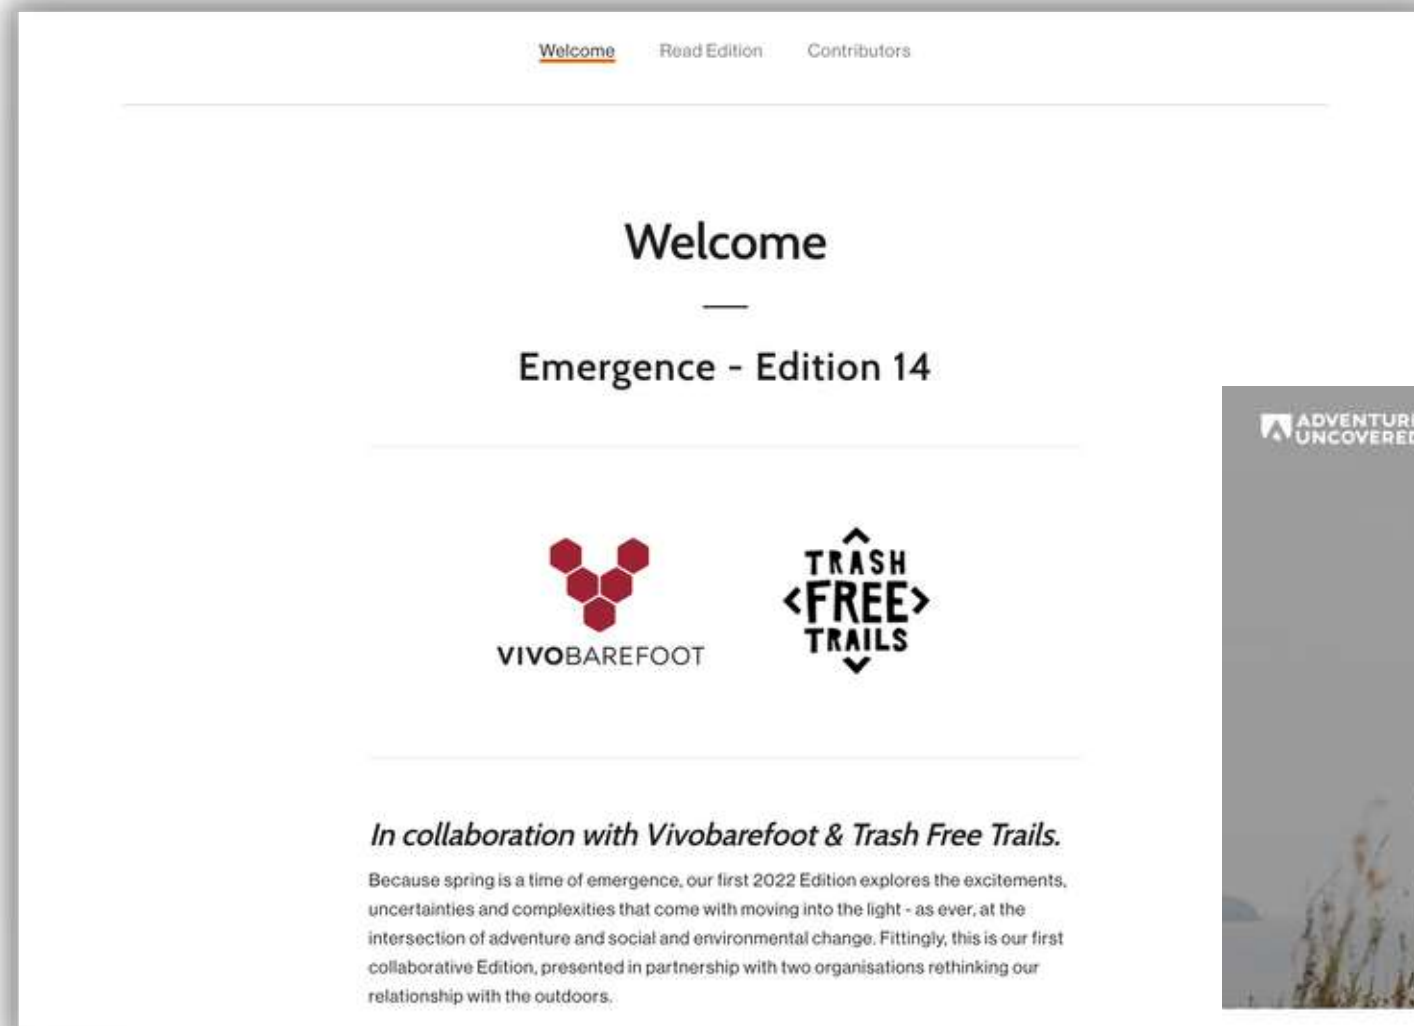 Welcome Read Edition Contributors
Welcome
Emergence - Edition 14
TRASH
FREE
TRAILS
VIVOBAREFOOT
In collaboration with Vivobarefoot & Trash Free Trails.
Because spring is a time of emergence, our first 2022 Edition explores the excitements,
uncertainties and complexities that come with moving into the light - as ever, at the
intersection of adventure and social and environmental change. Fittingly, this is our first
collaborative Edition, presented in partnership with two organisations rethinking our
relationship with the outdoors.
ADVENTURE
UNCOVERED